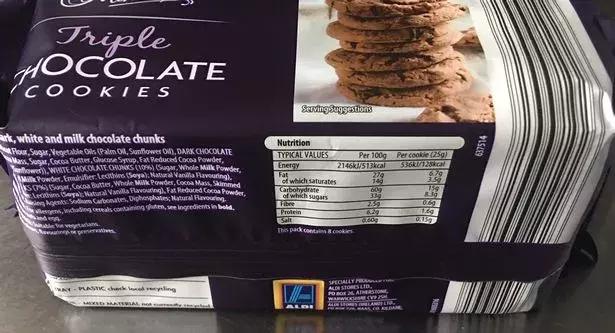 Triple
CHOCOLATE
COOKIES
Serving Suggestions
dark, white and milk chocolate chunks
Flour, Sugar, Vegetable Oils (Palm Oil, Sunflower Oil), DARK CHOCOLATE
Mass, Sugar, Cocoa Butter, Glucose Syrup, Fat Reduced Cocoa Powder,
WHITE CHOCOLATE CHUNKS (10%) (Sugar, Whole Milk Powder,
Milk Powder, Emulsifier: Lecithins (Soya); Natural Vanilla Flavouring),
(Sugar, Cocoa Butter, Whole Milk Powder, Cocoa Mass, Skimmed
Lecithins (Soya); Natural Vanilla Flavouring), Fat Reduced Cocoa Powder,
Agents: Sodium Carbonates, Diphosphates; Natural Flavouring.
allergens, including cereals containing gluten, see ingredients in bold.
and egg.
suitable for vegetarians
flavourings or preservatives.
Nutrition
TYPICAL VALUES Per 100g Per cookie (25g)
Energy 2146kJ/513kcal 536kJ/128kcal
Fat 27g 6.7g
of which saturates 14g 3.5g
Carbohydrate 60g 15g
of which sugars 33g 8.3g
Fibre 2.5g 0.6g
Protein 6.2g 1.6g
Salt 0.60g 0.15g
This pack contains 8 cookies.
617514
TRAY - PLASTIC check local recycling
MIXED MATERIAL not currently recycled
ALDI
SPECIALLY PRODUCED FOR
ALDI STORES LTD.,
PO BOX 26, ATHERSTONE,
WARWICKSHIRE CV9 2SH.
ALDI STORES (IRELAND) LTD.,
CO. KILDARE,